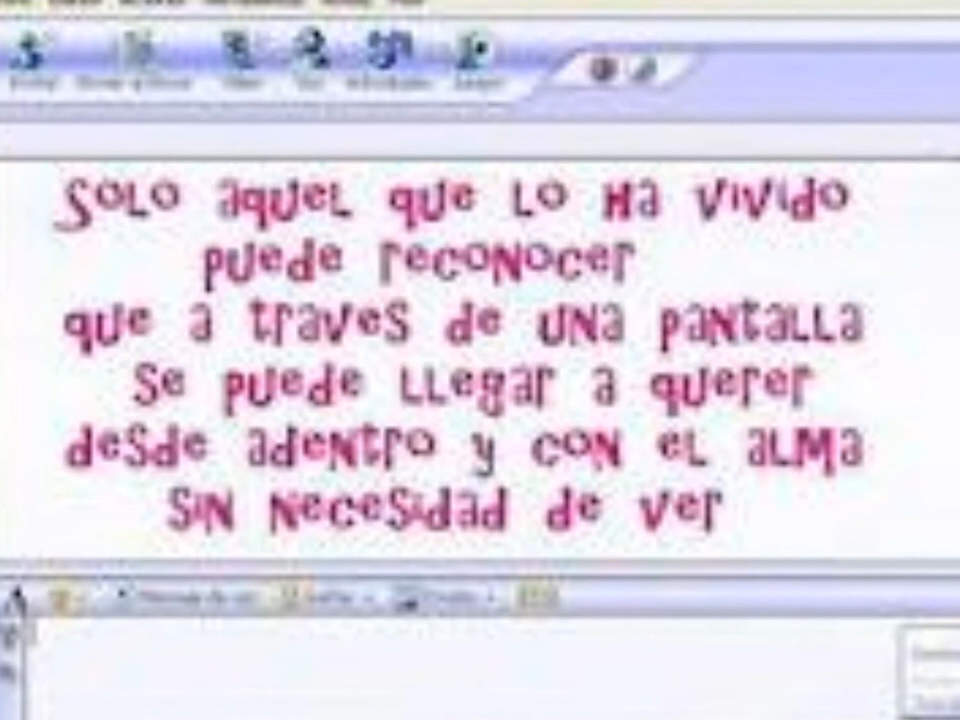 Solo aquel que lo ha vivido
puede reconocer
que a traves de una pantalla
Se puede llegar a querer
desde adentro y con el alma
sin necesidad de ver